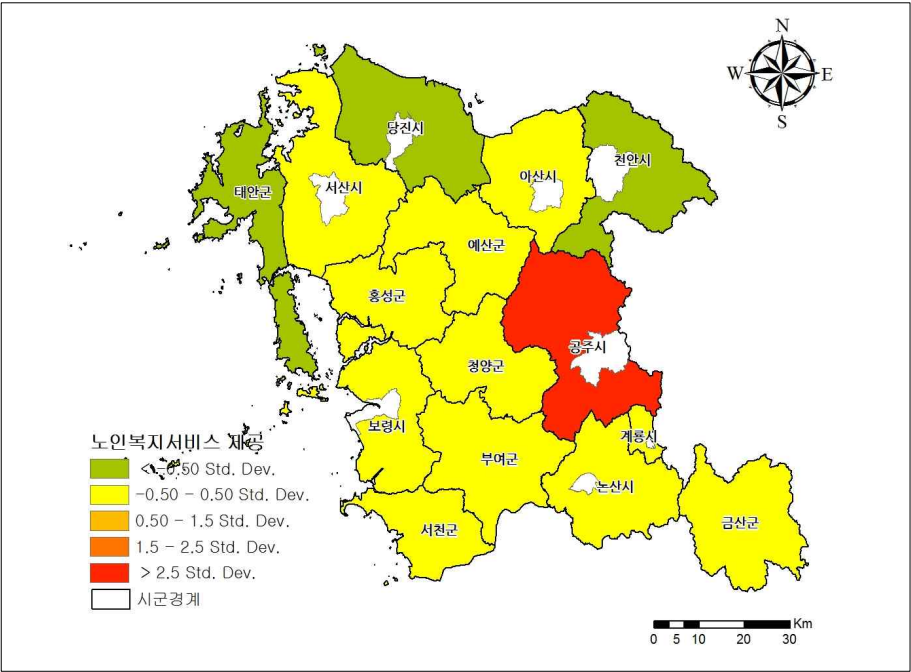 N
W
E
S
당진시
천안시
아산시
서산시
태안군
예산군
홍성군
공주시
청양군
보령시
계룡시
부여군
논산시
서천군
금산군
노인복지서비스 제공
< -0.50 Std. Dev.
-0.50 - 0.50 Std. Dev.
0.50 - 1.5 Std. Dev.
1.5 - 2.5 Std. Dev.
> 2.5 Std. Dev.
시군경계
Km
0 5 10 20 30